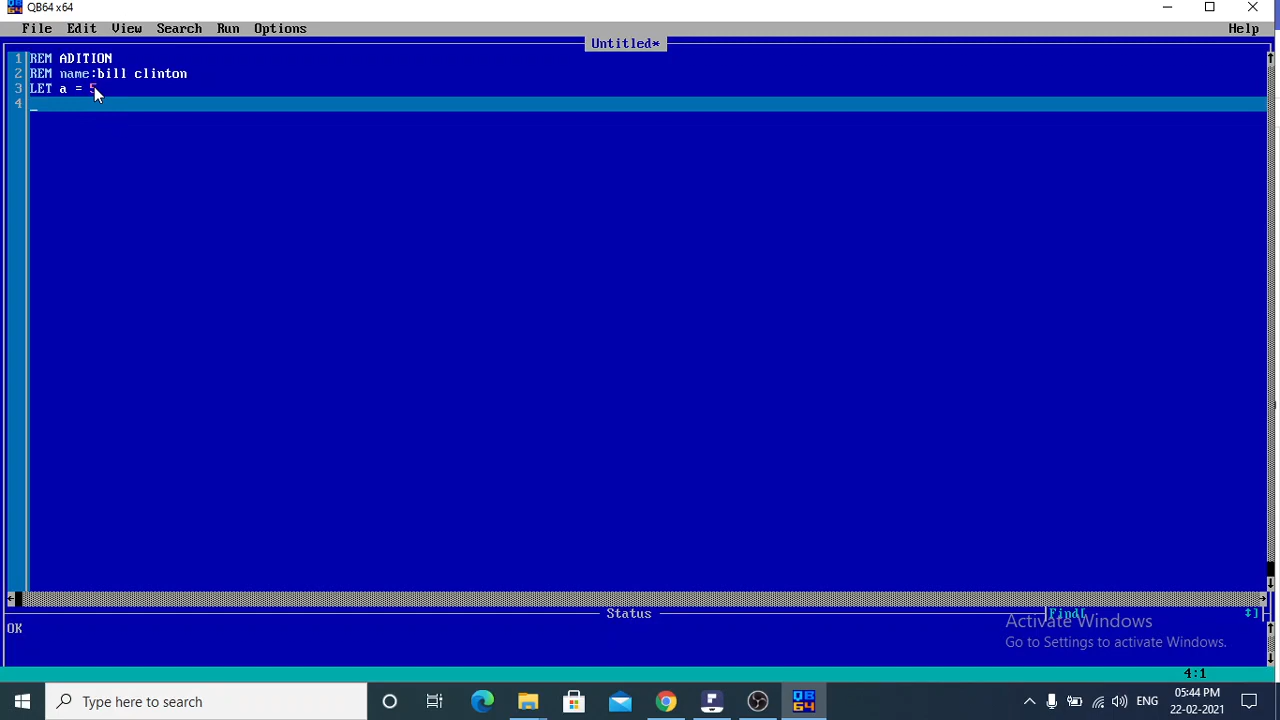 QB64 x64
File Edit View Search Run Options Help
Untitled*
1 REM ADITION
2 REM name:bill clinton
3 LET a = 5
4 _
Status
Find[
OK
Activate Windows
Go to Settings to activate Windows.
4:1
Type here to search
ENG
05:44 PM
22-02-2021